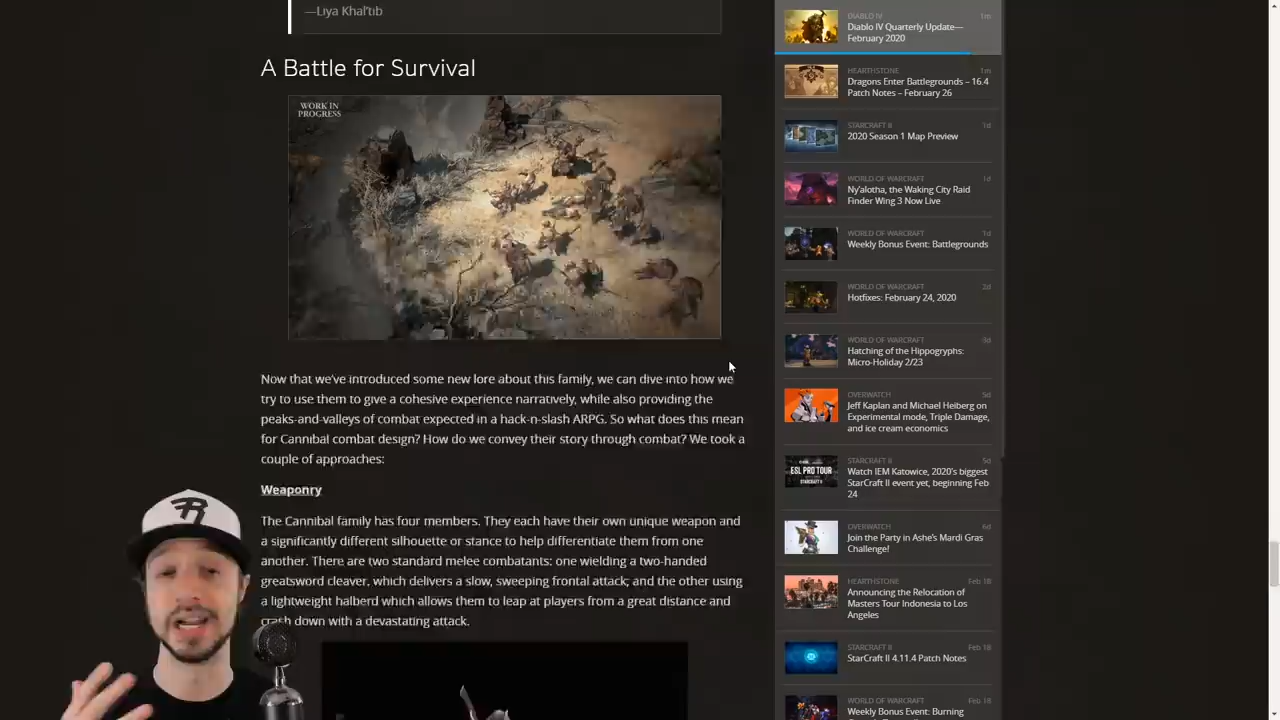 —Liya Khal'tib
A Battle for Survival
WORK IN
PROGRESS
Now that we've introduced some new lore about this family, we can dive into how we
try to use them to give a cohesive experience narratively, while also providing the
peaks-and-valleys of combat expected in a hack-n-slash ARPG. So what does this mean
for Cannibal combat design? How do we convey their story through combat? We took a
couple of approaches:
Weaponry
The Cannibal family has four members. They each have their own unique weapon and
a significantly different silhouette or stance to help differentiate them from one
another. There are two standard melee combatants: one wielding a two-handed
greatsword cleaver, which delivers a slow, sweeping frontal attack; and the other using
a lightweight halberd which allows them to leap at players from a great distance and
crash down with a devastating attack.
DIABLO IV
1m
Diablo IV Quarterly Update—
February 2020
HEARTHSTONE
1m
Dragons Enter Battlegrounds – 16.4
Patch Notes – February 26
STARCRAFT II
1d
2020 Season 1 Map Preview
WORLD OF WARCRAFT
1d
Ny'alotha, the Waking City Raid
Finder Wing 3 Now Live
WORLD OF WARCRAFT
1d
Weekly Bonus Event: Battlegrounds
WORLD OF WARCRAFT
2d
Hotfixes: February 24, 2020
WORLD OF WARCRAFT
3d
Hatching of the Hippogryphs:
Micro-Holiday 2/23
OVERWATCH
5d
Jeff Kaplan and Michael Heiberg on
Experimental mode, Triple Damage,
and ice cream economics
STARCRAFT II
5d
Watch IEM Katowice, 2020's biggest
StarCraft II event yet, beginning Feb
24
ESL PRO TOUR
STARCRAFT II
OVERWATCH
6d
Join the Party in Ashe's Mardi Gras
Challenge!
HEARTHSTONE
Feb 18
Announcing the Relocation of
Masters Tour Indonesia to Los
Angeles
STARCRAFT II
Feb 18
StarCraft II 4.11.4 Patch Notes
WORLD OF WARCRAFT
Feb 18
Weekly Bonus Event: Burning